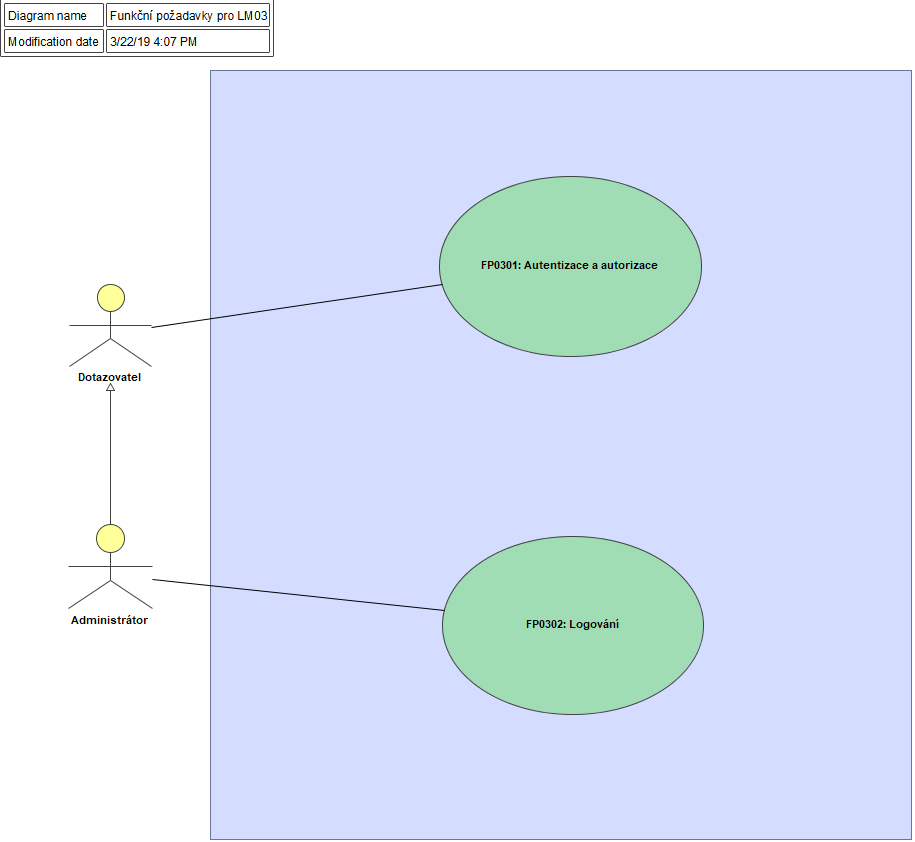 Diagram name Funkční požadavky pro LM03
Modification date 3/22/19 4:07 PM
FP0301: Autentizace a autorizace
Dotazovatel
Administrátor
FP0302: Logování